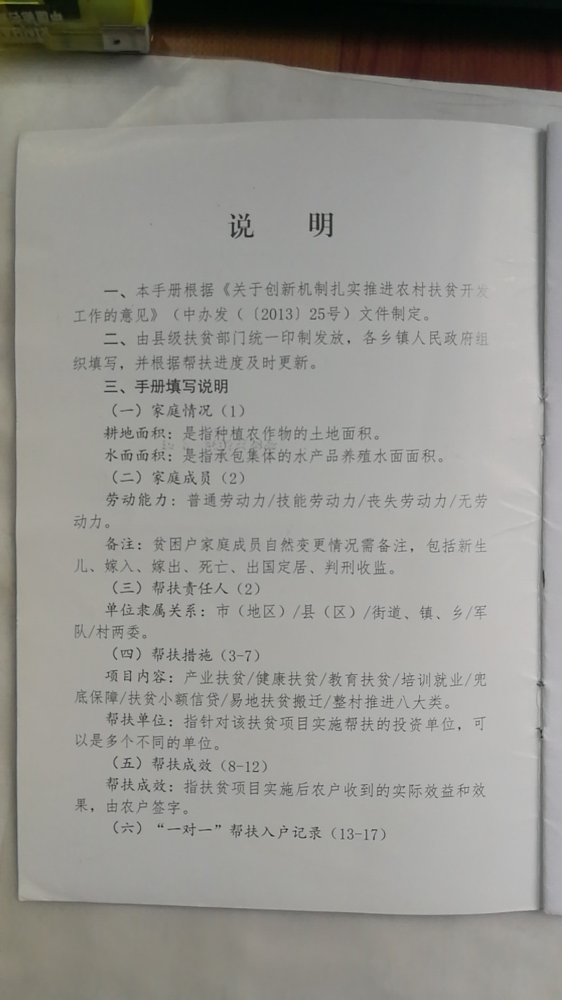 说 明
一、本手册根据《关于创新机制扎实推进农村扶贫开发
工作的意见》（中办发（〔2013〕25号）文件制定。
二、由县级扶贫部门统一印制发放，各乡镇人民政府组
织填写，并根据帮扶进度及时更新。
三、手册填写说明
（一）家庭情况（1）
耕地面积：是指种植农作物的土地面积。
水面面积：是指承包集体的水产品养殖水面面积。
（二）家庭成员（2）
劳动能力：普通劳动力/技能劳动力/丧失劳动力/无劳
动力。
备注：贫困户家庭成员自然变更情况需备注，包括新生
儿、嫁入、嫁出、死亡、出国定居、判刑收监。
（三）帮扶责任人（2）
单位隶属关系：市（地区）/县（区）/街道、镇、乡/军
队/村两委。
（四）帮扶措施（3-7）
项目内容：产业扶贫/健康扶贫/教育扶贫/培训就业/兜
底保障/扶贫小额信贷/易地扶贫搬迁/整村推进八大类。
帮扶单位：指针对该扶贫项目实施帮扶的投资单位，可
以是多个不同的单位。
（五）帮扶成效（8-12）
帮扶成效：指扶贫项目实施后农户收到的实际效益和效
果，由农户签字。
（六）“一对一”帮扶入户记录（13-17）